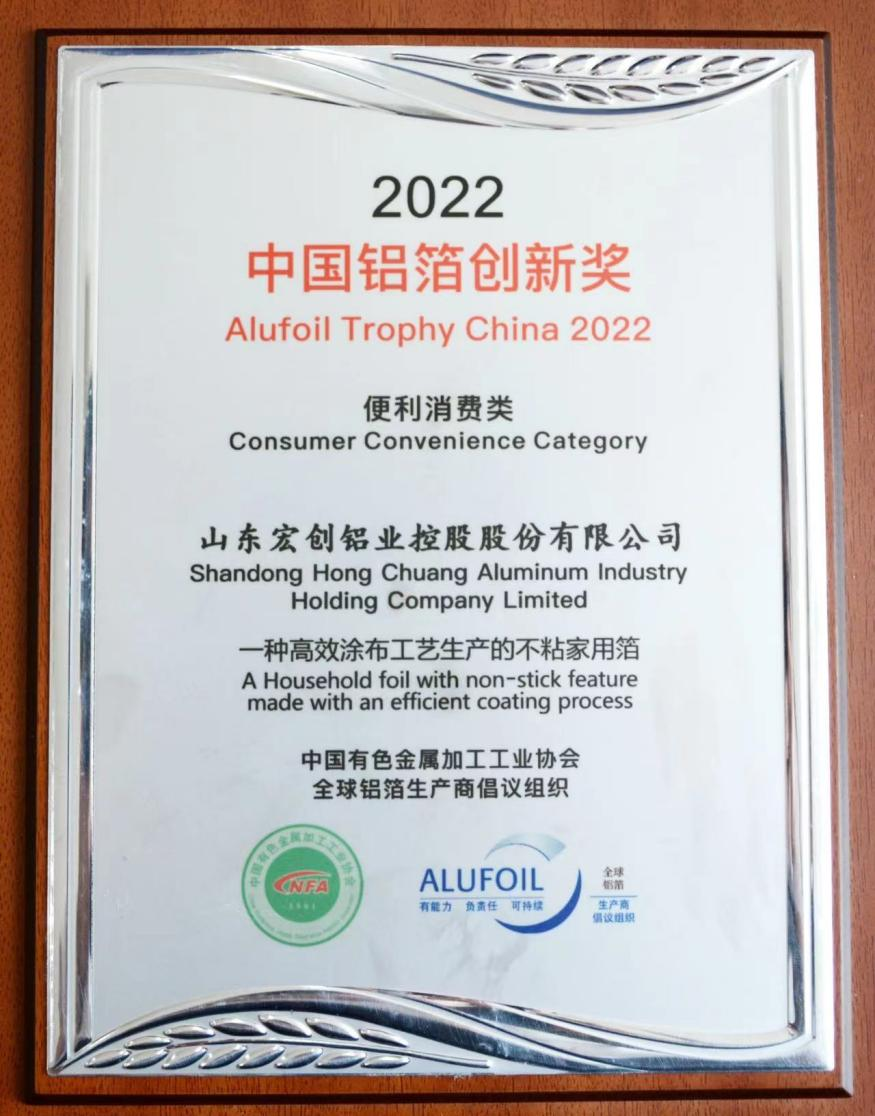 2022
中国铝箔创新奖
Alufoil Trophy China 2022
便利消费类
Consumer Convenience Category
山东宏创铝业控股股份有限公司
Shandong Hong Chuang Aluminum Industry
Holding Company Limited
一种高效涂布工艺生产的不粘家用箔
A Household foil with non-stick feature
made with an efficient coating process
中国有色金属加工工业协会
全球铝箔生产商倡议组织
中国有色金属加工工业协会
CNFA
ALUFOIL
有能力 负责任 可持续
全球
铝箔
生产商
倡议组织